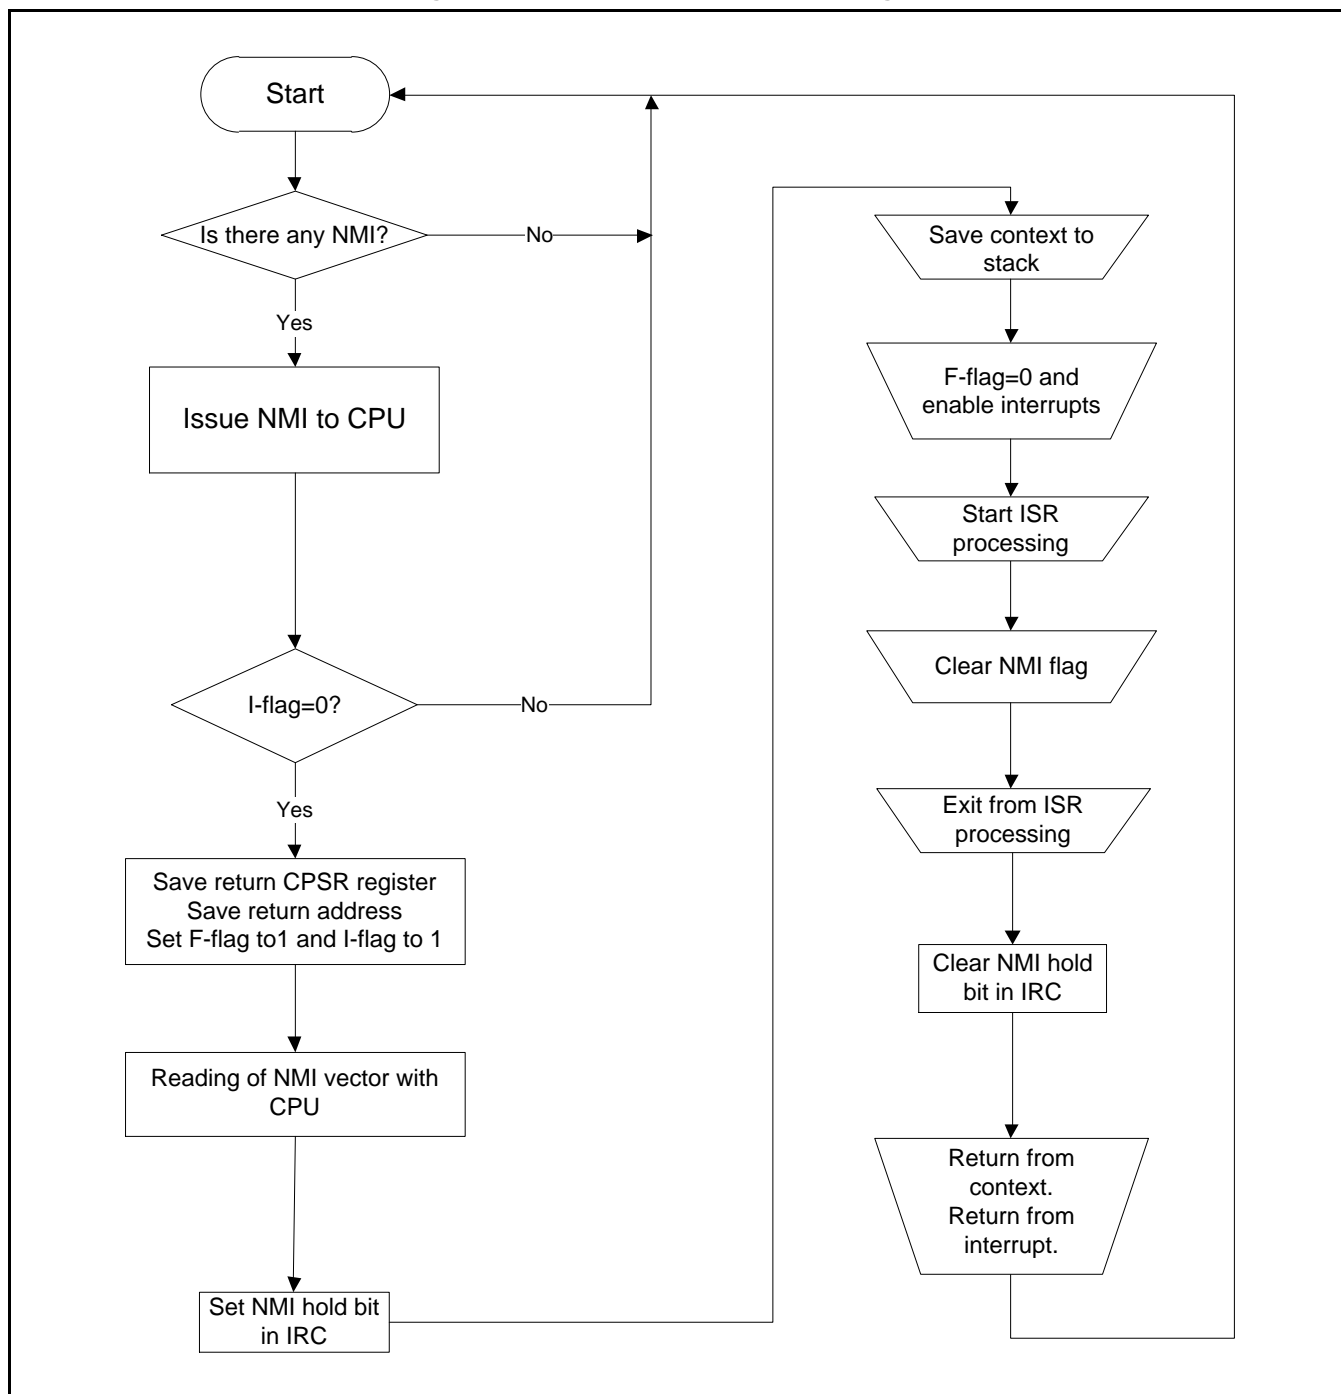 Start
Is there any NMI?
No
Yes
Issue NMI to CPU
I-flag=0?
No
Yes
Save return CPSR register
Save return address
Set F-flag to1 and I-flag to 1
Reading of NMI vector with
CPU
Set NMI hold bit
in IRC
Save context to
stack
F-flag=0 and
enable interrupts
Start ISR
processing
Clear NMI flag
Exit from ISR
processing
Clear NMI hold
bit in IRC
Return from
context.
Return from
interrupt.